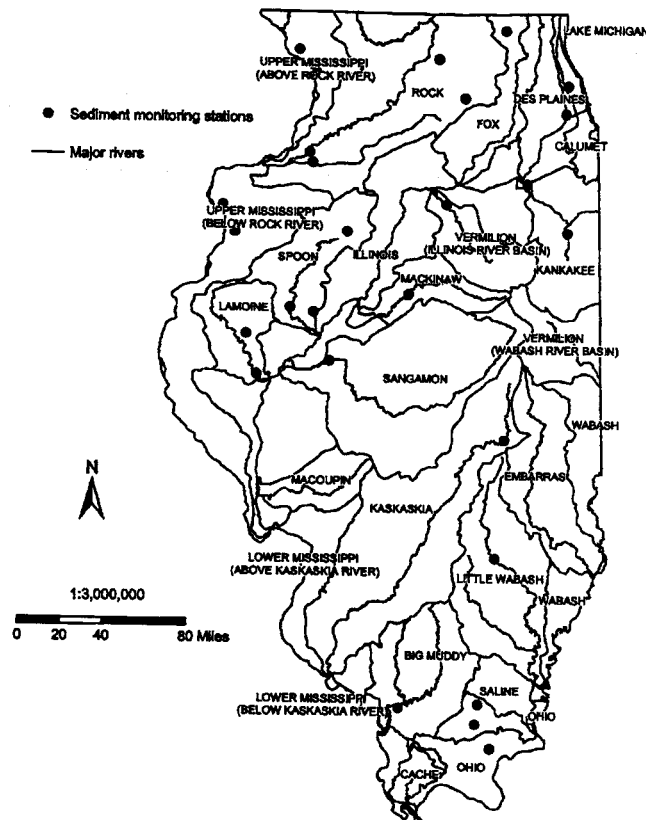 LAKE MICHIGAN
UPPER MISSISSIPPI
(ABOVE ROCK RIVER)
ROCK
DES PLAINES
Sediment monitoring stations
FOX
CALUMET
Major rivers
UPPER MISSISSIPPI
(BELOW ROCK RIVER)
VERMILION
(ILLINOIS RIVER BASIN)
SPOON
ILLINOIS
KANKAKEE
MACKINAW
LAMOINE
VERMILION
(WABASH RIVER BASIN)
SANGAMON
WABASH
N
MACOUPIN
EMBARRAS
KASKASKIA
LOWER MISSISSIPPI
(ABOVE KASKASKIA RIVER)
LITTLE WABASH
1:3,000,000
WABASH
0 20 40 80 Miles
BIG MUDDY
LOWER MISSISSIPPI
(BELOW KASKASKIA RIVER)
SALINE
OHIO
OHIO
CACHE